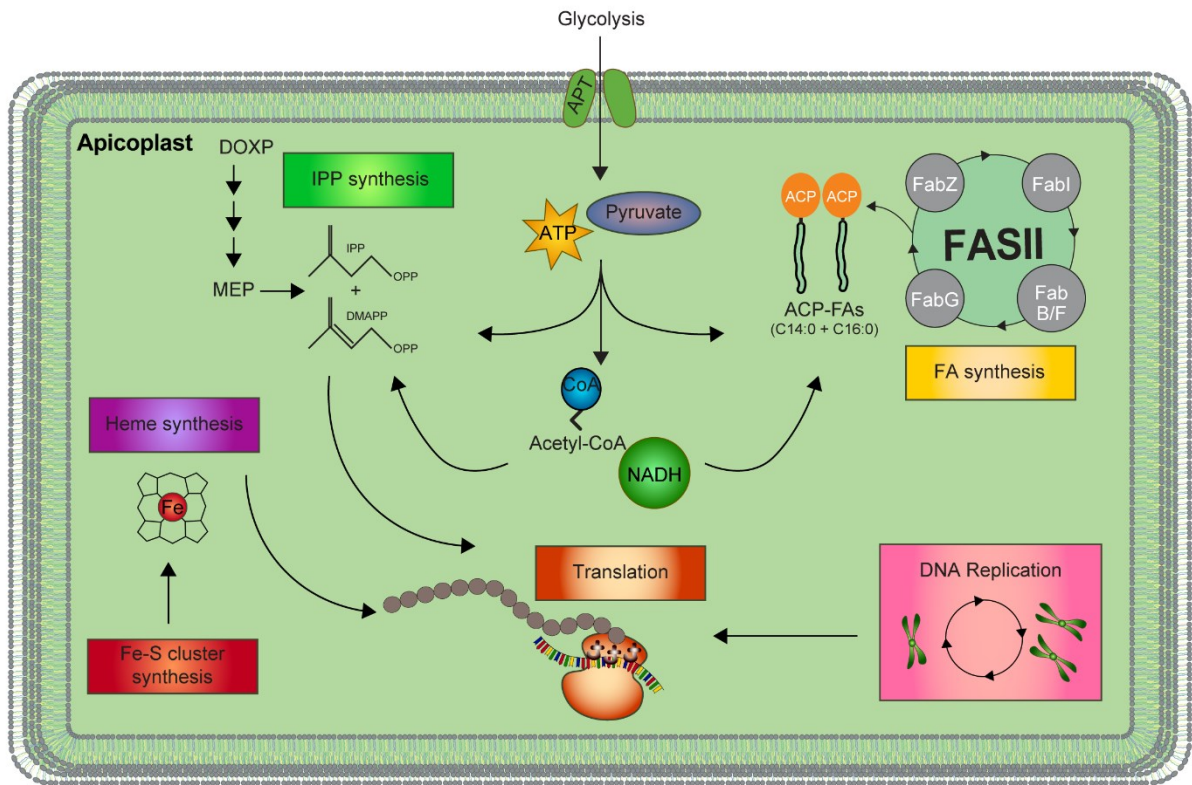 Glycolysis
APT
Apicoplast
DOXP
IPP synthesis
MEP
IPP
OPP
+
DMAPP
OPP
ATP
Pyruvate
ACP
ACP
ACP-FAs
(C14:0 + C16:0)
FabZ
FabI
FASII
FabG
Fab
B/F
FA synthesis
CoA
Acetyl-CoA
NADH
Heme synthesis
Fe
Fe-S cluster
synthesis
Translation
DNA Replication